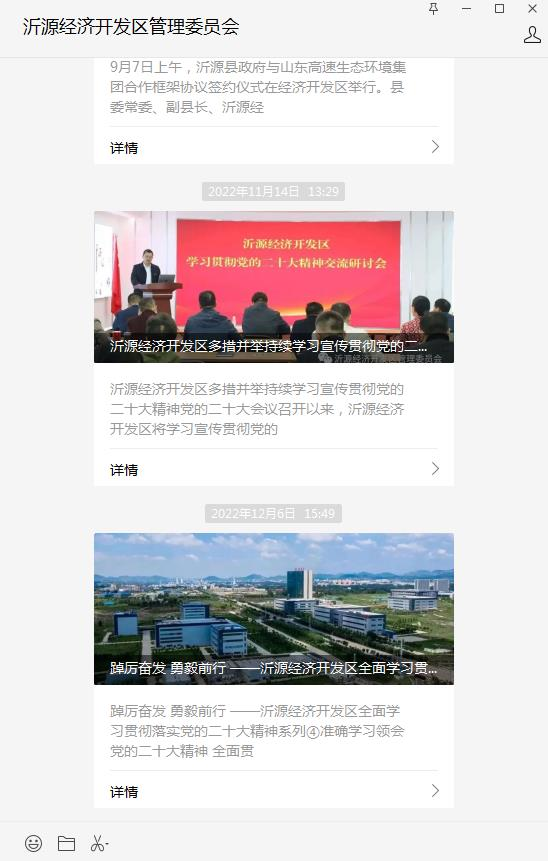 沂源经济开发区管理委员会
9月7日上午，沂源县政府与山东高速生态环境集
团合作框架协议签约仪式在经济开发区举行。县
委常委、副县长、沂源经
详情
2022年11月14日 13:29
沂源经济开发区
学习贯彻党的二十大精神交流研讨会
沂源经济开发区多措并举持续学习宣传贯彻党的二...
沂源经济开发区管理委员会
沂源经济开发区多措并举持续学习宣传贯彻党的
二十大精神党的二十大会议召开以来，沂源经济
开发区将学习宣传贯彻党的
详情
2022年12月6日 15:49
踔厉奋发 勇毅前行 ——沂源经济开发区全面学习贯...
踔厉奋发 勇毅前行 ——沂源经济开发区全面学
习贯彻落实党的二十大精神系列④准确学习领会
党的二十大精神 全面贯
详情